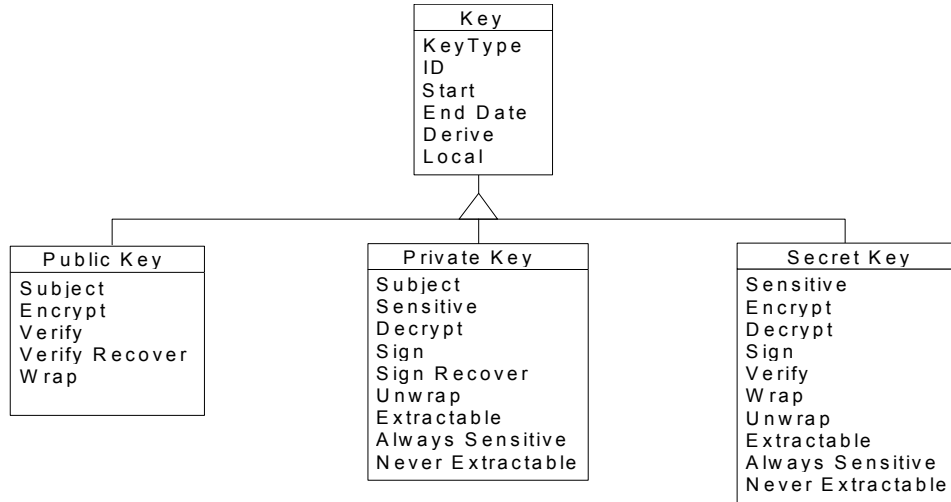 Key
KeyType
ID
Start
End Date
Derive
Local
Public Key
Subject
Encrypt
Verify
Verify Recover
Wrap
Private Key
Subject
Sensitive
Decrypt
Sign
Sign Recover
Unwrap
Extractable
Always Sensitive
Never Extractable
Secret Key
Sensitive
Encrypt
Decrypt
Sign
Verify
Wrap
Unwrap
Extractable
Always Sensitive
Never Extractable